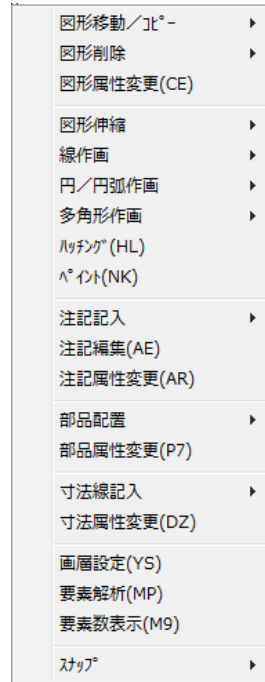 図形移動／ｺﾋﾟｰ
図形削除
図形属性変更(CE)
図形伸縮
線作画
円／円弧作画
多角形作画
ﾊｯﾁﾝｸﾞ(HL)
ﾍﾟｲﾝﾄ(NK)
注記記入
注記編集(AE)
注記属性変更(AR)
部品配置
部品属性変更(P7)
寸法線記入
寸法属性変更(DZ)
画層設定(YS)
要素解析(MP)
要素数表示(M9)
ｽﾅｯﾌﾟ